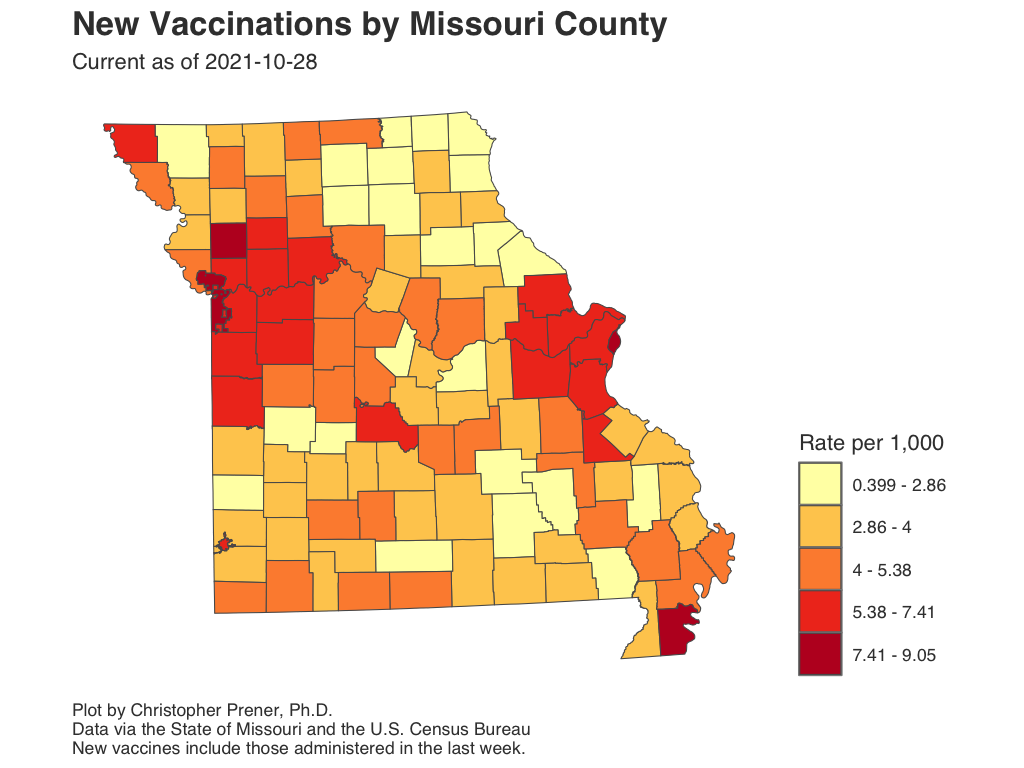 New Vaccinations by Missouri County
Current as of 2021-10-28
Rate per 1,000
0.399 - 2.86
2.86 - 4
4 - 5.38
5.38 - 7.41
7.41 - 9.05
Plot by Christopher Prener, Ph.D.
Data via the State of Missouri and the U.S. Census Bureau
New vaccines include those administered in the last week.